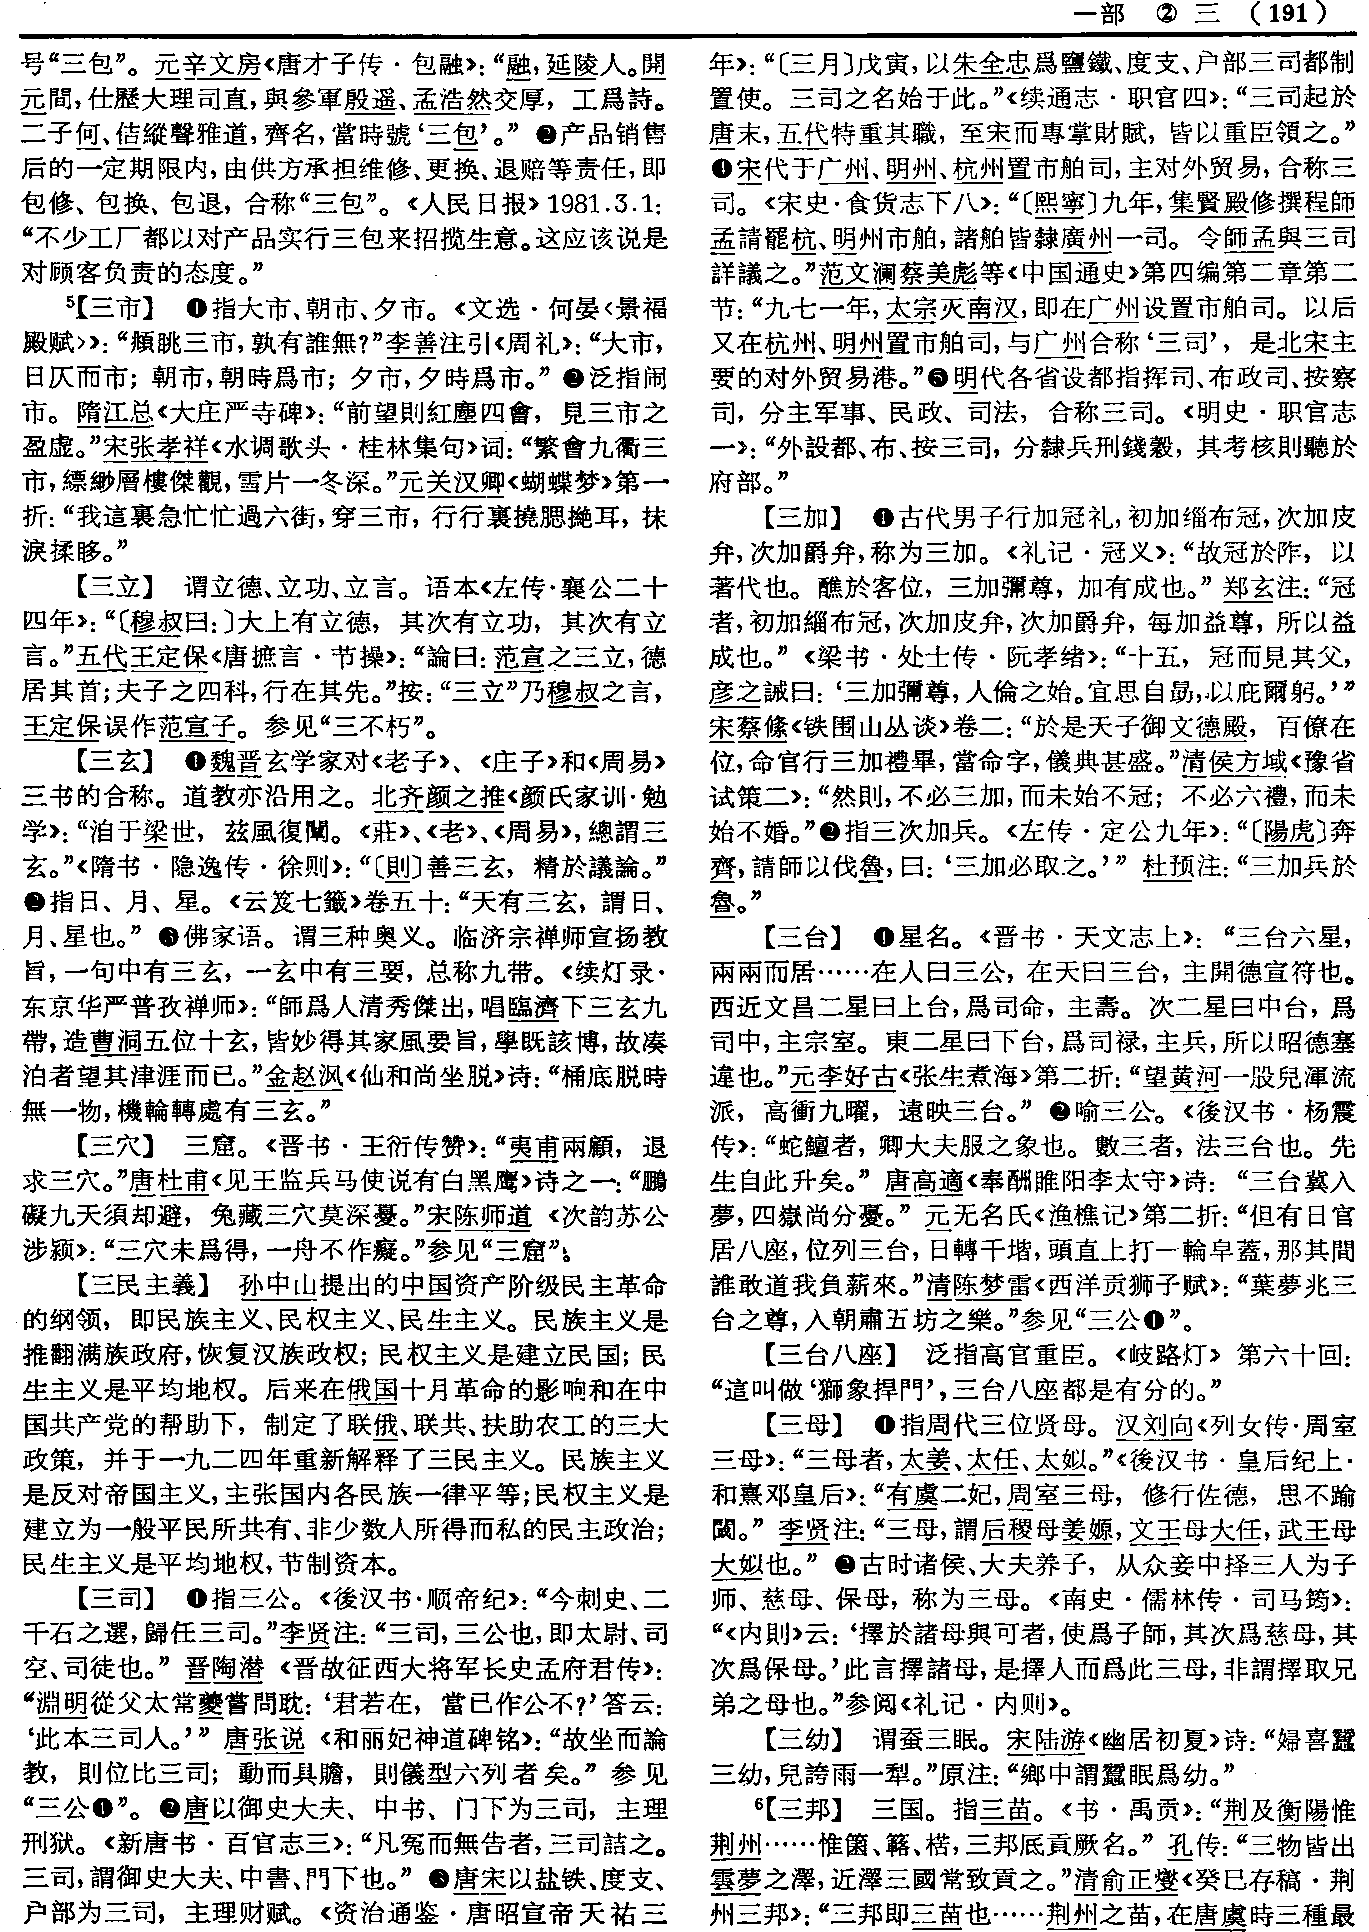 一部 ② 三 （191）
号“三包”。元辛文房《唐才子传·包融》：“融，延陵人。開
元間，仕歷大理司直，與參軍殷遥、孟浩然交厚，工爲詩。
二子何、佶縱聲雅道，齊名，當時號‘三包’。” ❷产品销售
后的一定期限内，由供方承担维修、更换、退赔等责任，即
包修、包换、包退，合称“三包”。《人民日报》1981.3.1：
“不少工厂都以对产品实行三包来招揽生意。这应该说是
对顾客负责的态度。”
⁵【三市】 ❶指大市、朝市、夕市。《文选·何晏〈景福
殿赋〉》：“頫眺三市，孰有誰無？”李善注引《周礼》：“大市，
日仄而市；朝市，朝時爲市；夕市，夕時爲市。” ❷泛指闹
市。隋江总《大庄严寺碑》：“前望則紅塵四會，見三市之
盈虚。”宋张孝祥《水调歌头·桂林集句》词：“繁會九衢三
市，縹緲層樓傑觀，雪片一冬深。”元关汉卿《蝴蝶梦》第一
折：“我這裏急忙忙過六街，穿三市，行行裏撓腮撧耳，抹
淚揉眵。”
【三立】 谓立德、立功、立言。语本《左传·襄公二十
四年》：“〔穆叔曰：〕大上有立德，其次有立功，其次有立
言。”五代王定保《唐摭言·节操》：“論曰：范宣之三立，德
居其首；夫子之四科，行在其先。”按：“三立”乃穆叔之言，
王定保误作范宣子。参见“三不朽”。
【三玄】 ❶魏晋玄学家对《老子》、《庄子》和《周易》
三书的合称。道教亦沿用之。北齐颜之推《颜氏家训·勉
学》：“洎于梁世，兹風復闡。《莊》、《老》、《周易》，總謂三
玄。”《隋书·隐逸传·徐则》：“〔則〕善三玄，精於議論。”
❷指日、月、星。《云笈七籤》卷五十：“天有三玄，謂日、
月、星也。” ❸佛家语。谓三种奥义。临济宗禅师宣扬教
旨，一句中有三玄，一玄中有三要，总称九带。《续灯录·
东京华严普孜禅师》：“師爲人清秀傑出，唱臨濟下三玄九
帶，造曹洞五位十玄，皆妙得其家風要旨，學既該博，故凑
泊者望其津涯而已。”金赵沨《仙和尚坐脱》诗：“桶底脱時
無一物，機輪轉處有三玄。”
【三穴】 三窟。《晋书·王衍传赞》：“夷甫兩顧，退
求三穴。”唐杜甫《见王监兵马使说有白黑鹰》诗之一：“鵬
礙九天須却避，兔藏三穴莫深憂。”宋陈师道《次韵苏公
涉颍》：“三穴未爲得，一舟不作癡。”参见“三窟”。
【三民主義】 孙中山提出的中国资产阶级民主革命
的纲领，即民族主义、民权主义、民生主义。民族主义是
推翻满族政府，恢复汉族政权；民权主义是建立民国；民
生主义是平均地权。后来在俄国十月革命的影响和在中
国共产党的帮助下，制定了联俄、联共、扶助农工的三大
政策，并于一九二四年重新解释了三民主义。民族主义
是反对帝国主义，主张国内各民族一律平等；民权主义是
建立为一般平民所共有、非少数人所得而私的民主政治；
民生主义是平均地权，节制资本。
【三司】 ❶指三公。《後汉书·顺帝纪》：“今刺史、二
千石之選，歸任三司。”李贤注：“三司，三公也，即太尉、司
空、司徒也。” 晋陶潜《晋故征西大将军长史孟府君传》：
“淵明從父太常夔嘗問耽：‘君若在，當已作公不？’答云：
‘此本三司人。’” 唐张说《和丽妃神道碑铭》：“故坐而論
教，則位比三司；動而具瞻，則儀型六列者矣。” 参见
“三公❶”。 ❷唐以御史大夫、中书、门下为三司，主理
刑狱。《新唐书·百官志三》：“凡冤而無告者，三司詰之。
三司，謂御史大夫、中書、門下也。” ❸唐宋以盐铁、度支、
户部为三司，主理财赋。《资治通鉴·唐昭宣帝天祐三
年》：“〔三月〕戊寅，以朱全忠爲鹽鐵、度支、户部三司都制
置使。三司之名始于此。”《续通志·职官四》：“三司起於
唐末，五代特重其職，至宋而專掌財賦，皆以重臣領之。”
❹宋代于广州、明州、杭州置市舶司，主对外贸易，合称三
司。《宋史·食货志下八》：“〔熙寧〕九年，集賢殿修撰程師
孟請罷杭、明州市舶，諸舶皆隸廣州一司。令師孟與三司
詳議之。”范文澜蔡美彪等《中国通史》第四编第二章第二
节：“九七一年，太宗灭南汉，即在广州设置市舶司。以后
又在杭州、明州置市舶司，与广州合称‘三司’，是北宋主
要的对外贸易港。”❺明代各省设都指挥司、布政司、按察
司，分主军事、民政、司法，合称三司。《明史·职官志
一》：“外設都、布、按三司，分隸兵刑錢穀，其考核則聽於
府部。”
【三加】 ❶古代男子行加冠礼，初加缁布冠，次加皮
弁，次加爵弁，称为三加。《礼记·冠义》：“故冠於阼，以
著代也。醮於客位，三加彌尊，加有成也。” 郑玄注：“冠
者，初加緇布冠，次加皮弁，次加爵弁，每加益尊，所以益
成也。”《梁书·处士传·阮孝绪》：“十五，冠而見其父，
彦之誡曰：‘三加彌尊，人倫之始。宜思自勗，以庇爾躬。’”
宋蔡絛《铁围山丛谈》卷二：“於是天子御文德殿，百僚在
位，命官行三加禮畢，當命字，儀典甚盛。”清侯方域《豫省
试策二》：“然則，不必三加，而未始不冠；不必六禮，而未
始不婚。”❷指三次加兵。《左传·定公九年》：“〔陽虎〕奔
齊，請師以伐魯，曰：‘三加必取之。’” 杜预注：“三加兵於
魯。”
【三台】 ❶星名。《晋书·天文志上》：“三台六星，
兩兩而居……在人曰三公，在天曰三台，主開德宣符也。
西近文昌二星曰上台，爲司命，主壽。次二星曰中台，爲
司中，主宗室。東二星曰下台，爲司禄，主兵，所以昭德塞
違也。”元李好古《张生煮海》第二折：“望黄河一股兒渾流
派，高衝九曜，遠映三台。” ❷喻三公。《後汉书·杨震
传》：“蛇鱣者，卿大夫服之象也。數三者，法三台也。先
生自此升矣。” 唐高適《奉酬睢阳李太守》诗：“三台冀入
夢，四嶽尚分憂。” 元无名氏《渔樵记》第二折：“但有日官
居八座，位列三台，日轉千堦，頭直上打一輪皁蓋，那其間
誰敢道我負薪來。”清陈梦雷《西洋贡狮子赋》：“葉夢兆三
台之尊，入朝肅五坊之樂。”参见“三公❶”。
【三台八座】 泛指高官重臣。《岐路灯》第六十回：
“這叫做‘獅象捍門’，三台八座都是有分的。”
【三母】 ❶指周代三位贤母。汉刘向《列女传·周室
三母》：“三母者，太姜、太任、太姒。”《後汉书·皇后纪上·
和熹邓皇后》：“有虞二妃，周室三母，修行佐德，思不踰
閾。” 李贤注：“三母，謂后稷母姜嫄，文王母大任，武王母
大姒也。” ❷古时诸侯、大夫养子，从众妾中择三人为子
师、慈母、保母，称为三母。《南史·儒林传·司马筠》：
“《内則》云：‘擇於諸母與可者，使爲子師，其次爲慈母，其
次爲保母。’此言擇諸母，是擇人而爲此三母，非謂擇取兄
弟之母也。”参阅《礼记·内则》。
【三幼】 谓蚕三眠。宋陆游《幽居初夏》诗：“婦喜蠶
三幼，兒誇雨一犁。”原注：“鄉中謂蠶眠爲幼。”
⁶【三邦】 三国。指三苗。《书·禹贡》：“荆及衡陽惟
荆州……惟箘、簵、楛，三邦厎貢厥名。” 孔传：“三物皆出
雲夢之澤，近澤三國常致貢之。”清俞正燮《癸巳存稿·荆
州三邦》：“三邦即三苗也……荆州之苗，在唐虞時三種最